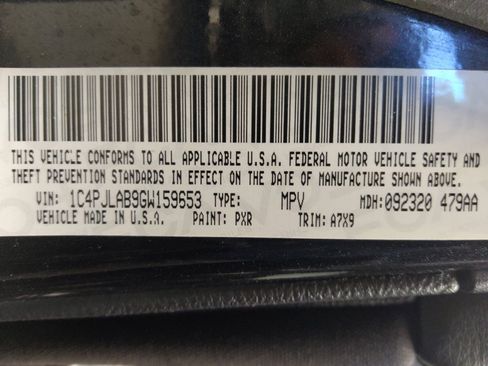 THIS VEHICLE CONFORMS TO ALL APPLICABLE U.S.A. FEDERAL MOTOR VEHICLE SAFETY AND
THEFT PREVENTION STANDARDS IN EFFECT ON THE DATE OF MANUFACTURE SHOWN ABOVE.
VIN: 1C4PJLAB9GW159653 TYPE: MPV MDH:092320 479AA
VEHICLE MADE IN U.S.A. PAINT: PXR TRIM: A7X9